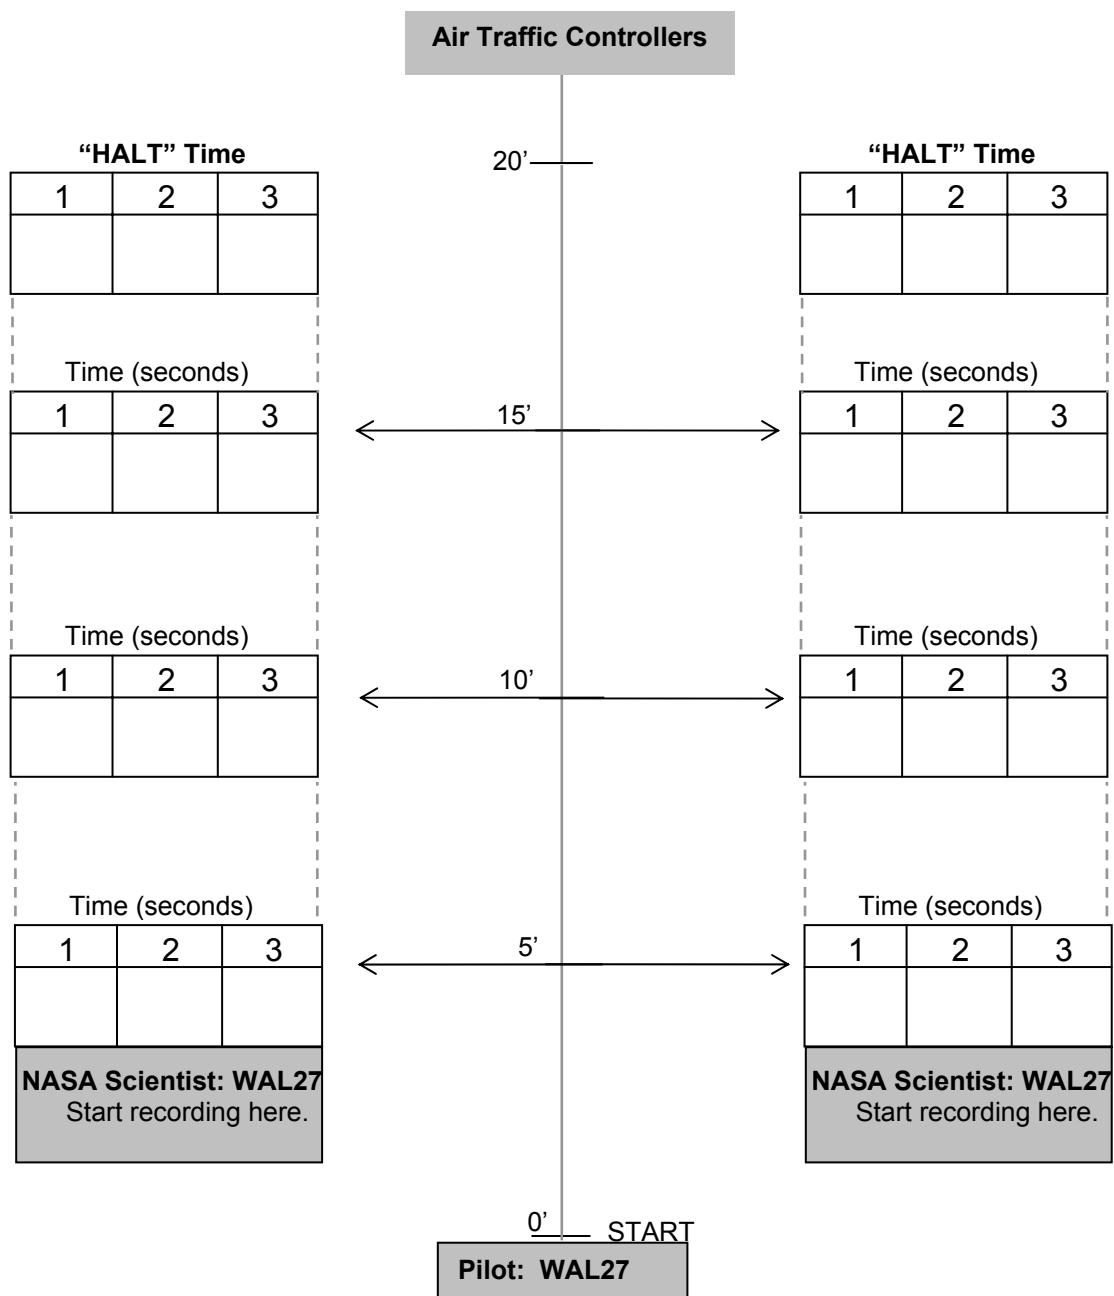 Air Traffic Controllers
“HALT” Time
20’
“HALT” Time
1 2 3
1 2 3
Time (seconds)
Time (seconds)
1 2 3
15’
1 2 3
Time (seconds)
Time (seconds)
1 2 3
10’
1 2 3
Time (seconds)
Time (seconds)
1 2 3
5’
1 2 3
NASA Scientist: WAL27
Start recording here.
NASA Scientist: WAL27
Start recording here.
0’ START
Pilot: WAL27